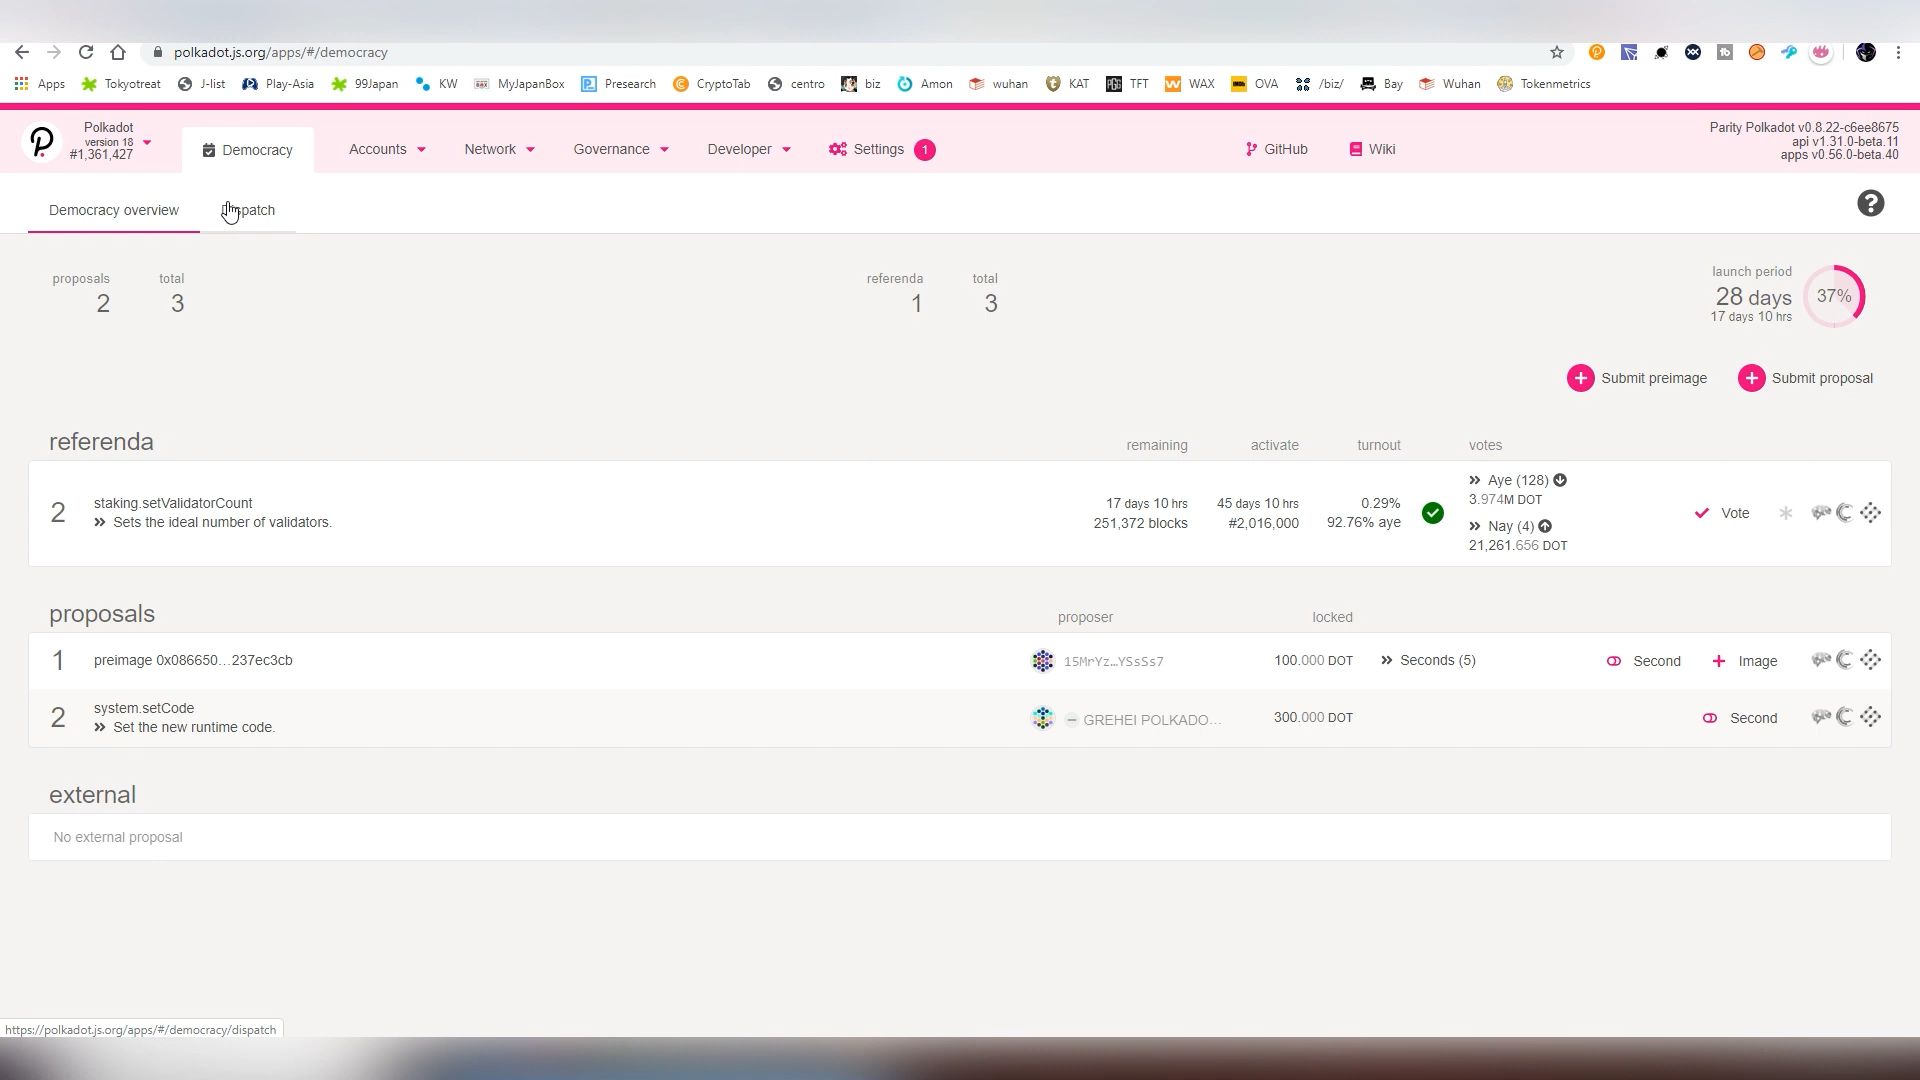 polkadot.js.org/apps/#/democracy
Apps Tokyotreat J-list Play-Asia 99Japan KW MyJapanBox Presearch CryptoTab centro biz Amon wuhan KAT TFT WAX OVA /biz/ Bay Wuhan Tokenmetrics
Polkadot
version 18
#1,361,427
Democracy Accounts Network Governance Developer Settings 1 GitHub Wiki
Parity Polkadot v0.8.22-c6ee8675
api v1.31.0-beta.11
apps v0.56.0-beta.40
Democracy overview
?
proposals total referenda total
2 3 1 3
launch period
28 days
17 days 10 hrs
37%
Submit preimage Submit proposal
referenda remaining activate turnout votes
2
staking.setValidatorCount
Sets the ideal number of validators.
17 days 10 hrs
251,372 blocks
45 days 10 hrs
#2,016,000
0.29%
92.76% aye
Aye (128)
3.974M DOT
Nay (4)
21,261.656 DOT
Vote
proposals proposer locked
1 preimage 0x086650…237ec3cb 15MrYz…YSsSs7 100.000 DOT Seconds (5) Second Image
2
system.setCode
Set the new runtime code.
GREHEI POLKADO… 300.000 DOT Second
external
No external proposal
https://polkadot.js.org/apps/#/democracy/dispatch